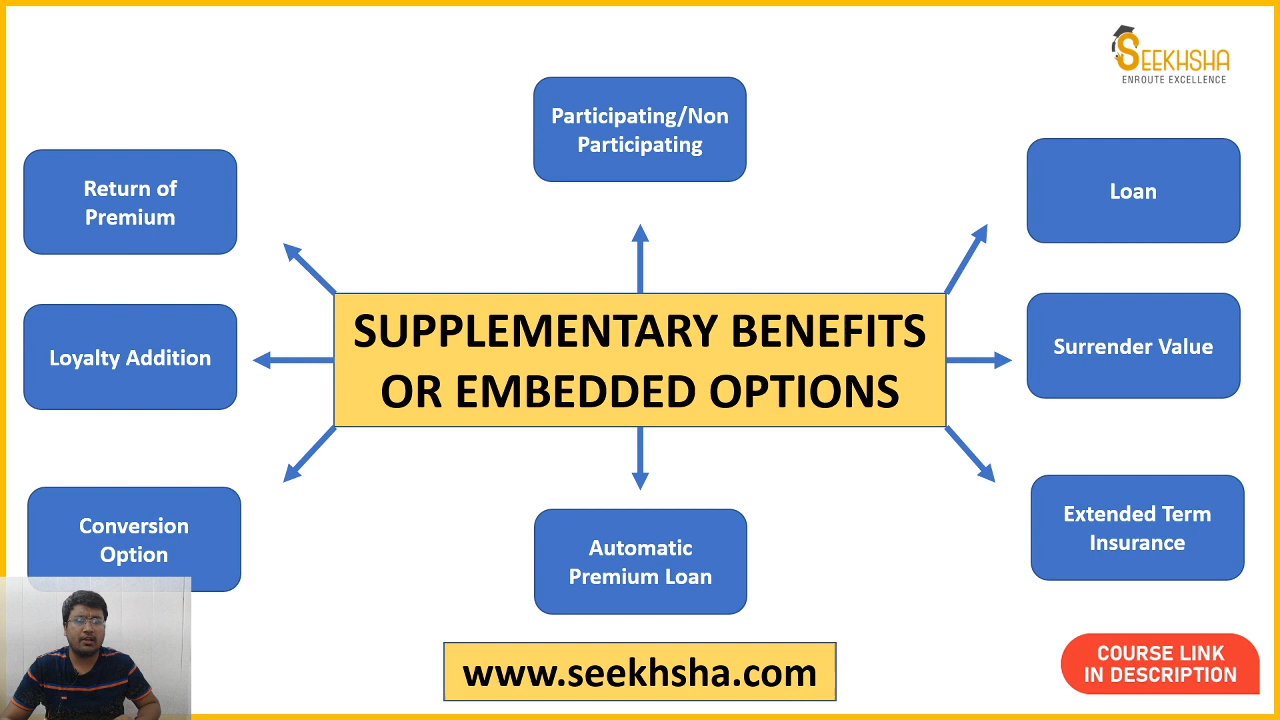 SEEKHSHA
ENROUTE EXCELLENCE
Participating/Non
Participating
Return of
Premium
Loan
Loyalty Addition
SUPPLEMENTARY BENEFITS
OR EMBEDDED OPTIONS
Surrender Value
Conversion
Option
Automatic
Premium Loan
Extended Term
Insurance
www.seekhsha.com
COURSE LINK
IN DESCRIPTION